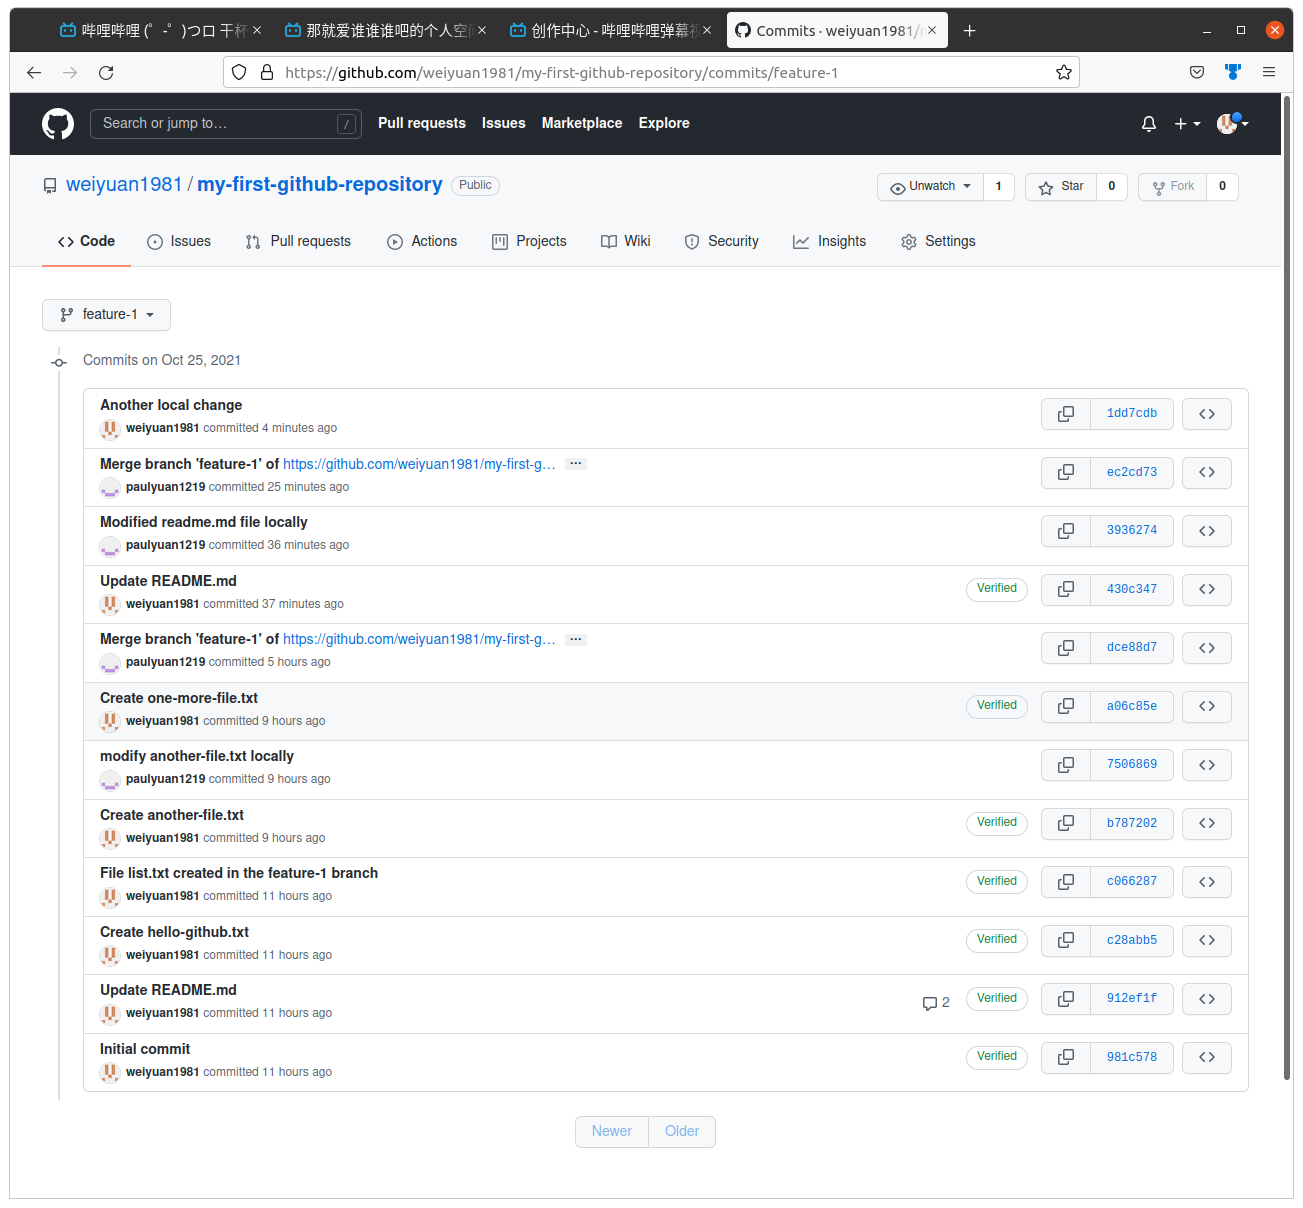 哔哩哔哩 (゜-゜)つロ 干杯
那就爱谁谁谁吧的个人空
创作中心 - 哔哩哔哩弹幕视
Commits · weiyuan1981/
https://github.com/weiyuan1981/my-first-github-repository/commits/feature-1
Search or jump to…
/
Pull requests
Issues
Marketplace
Explore
weiyuan1981 / my-first-github-repository
Public
Unwatch
1
Star
0
Fork
0
Code
Issues
Pull requests
Actions
Projects
Wiki
Security
Insights
Settings
feature-1
Commits on Oct 25, 2021
Another local change
weiyuan1981 committed 4 minutes ago
1dd7cdb
Merge branch 'feature-1' of https://github.com/weiyuan1981/my-first-g… …
paulyuan1219 committed 25 minutes ago
ec2cd73
Modified readme.md file locally
paulyuan1219 committed 36 minutes ago
3936274
Update README.md
weiyuan1981 committed 37 minutes ago
Verified
430c347
Merge branch 'feature-1' of https://github.com/weiyuan1981/my-first-g… …
paulyuan1219 committed 5 hours ago
dce88d7
Create one-more-file.txt
weiyuan1981 committed 9 hours ago
Verified
a06c85e
modify another-file.txt locally
paulyuan1219 committed 9 hours ago
7506869
Create another-file.txt
weiyuan1981 committed 9 hours ago
Verified
b787202
File list.txt created in the feature-1 branch
weiyuan1981 committed 11 hours ago
Verified
c066287
Create hello-github.txt
weiyuan1981 committed 11 hours ago
Verified
c28abb5
Update README.md
weiyuan1981 committed 11 hours ago
2
Verified
912ef1f
Initial commit
weiyuan1981 committed 11 hours ago
Verified
981c578
Newer
Older